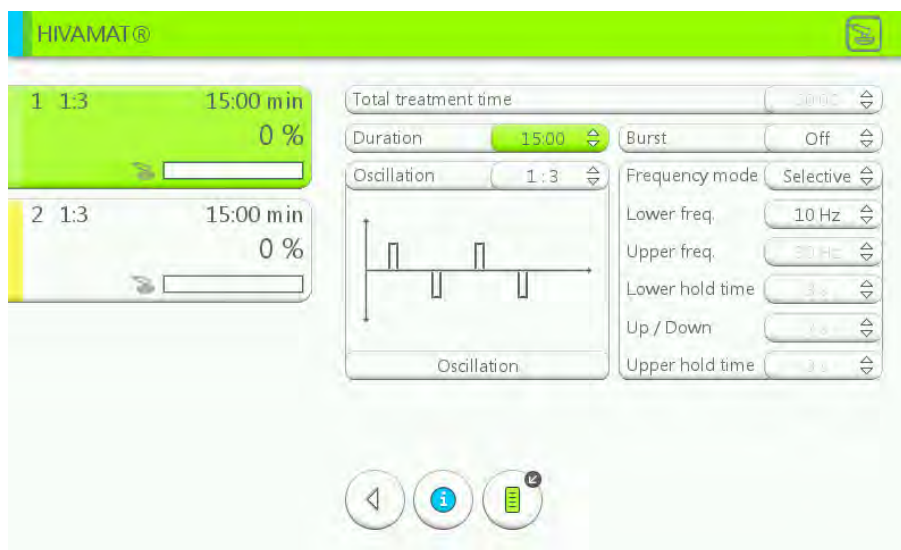 HIVAMAT®
1 1:3 15:00 min
0 %
2 1:3 15:00 min
0 %
Total treatment time
Duration 15:00
Burst Off
Oscillation 1:3
Oscillation
Frequency mode Selective
Lower freq. 10 Hz
Upper freq.
Lower hold time
Up / Down
Upper hold time